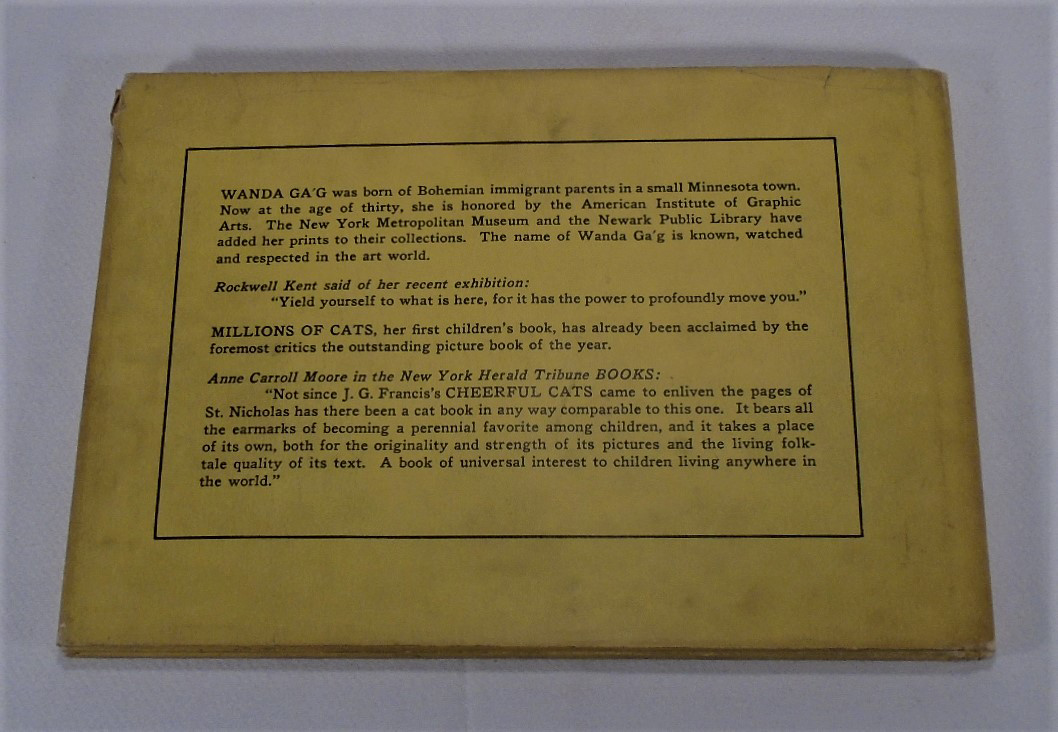 WANDA GA'G was born of Bohemian immigrant parents in a small Minnesota town.
Now at the age of thirty, she is honored by the American Institute of Graphic
Arts. The New York Metropolitan Museum and the Newark Public Library have
added her prints to their collections. The name of Wanda Ga'g is known, watched
and respected in the art world.
Rockwell Kent said of her recent exhibition:
"Yield yourself to what is here, for it has the power to profoundly move you."
MILLIONS OF CATS, her first children's book, has already been acclaimed by the
foremost critics the outstanding picture book of the year.
Anne Carroll Moore in the New York Herald Tribune BOOKS:
"Not since J. G. Francis's CHEERFUL CATS came to enliven the pages of
St. Nicholas has there been a cat book in any way comparable to this one. It bears all
the earmarks of becoming a perennial favorite among children, and it takes a place
of its own, both for the originality and strength of its pictures and the living folk-
tale quality of its text. A book of universal interest to children living anywhere in
the world."